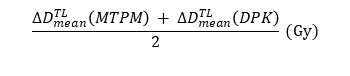 ΔD^{TL}_{mean}(MTPM) + ΔD^{TL}_{mean}(DPK)
2
(Gy)